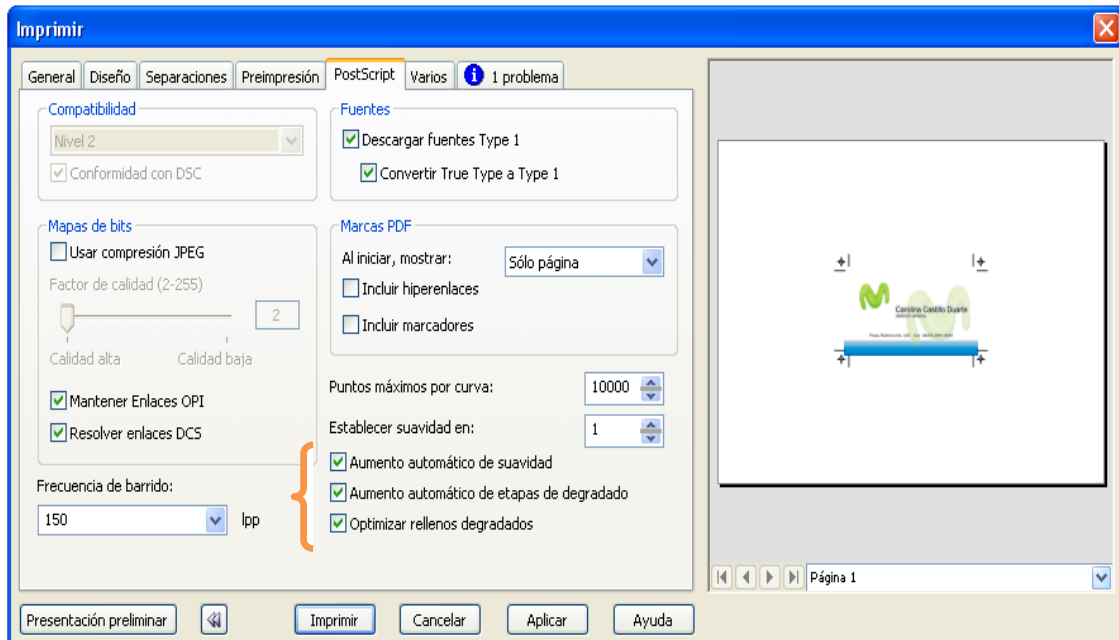 Imprimir
General Diseño Separaciones Preimpresión PostScript Varios 1 problema
Compatibilidad
Nivel 2
Conformidad con DSC
Fuentes
Descargar fuentes Type 1
Convertir True Type a Type 1
Mapas de bits
Usar compresión JPEG
Factor de calidad (2-255)
2
Calidad alta Calidad baja
Mantener Enlaces OPI
Resolver enlaces DCS
Marcas PDF
Al iniciar, mostrar: Sólo página
Incluir hiperenlaces
Incluir marcadores
Puntos máximos por curva: 10000
Establecer suavidad en: 1
Aumento automático de suavidad
Aumento automático de etapas de degradado
Optimizar rellenos degradados
Frecuencia de barrido:
150 lpp
Carolina Castillo Duarte
Página 1
Presentación preliminar Imprimir Cancelar Aplicar Ayuda